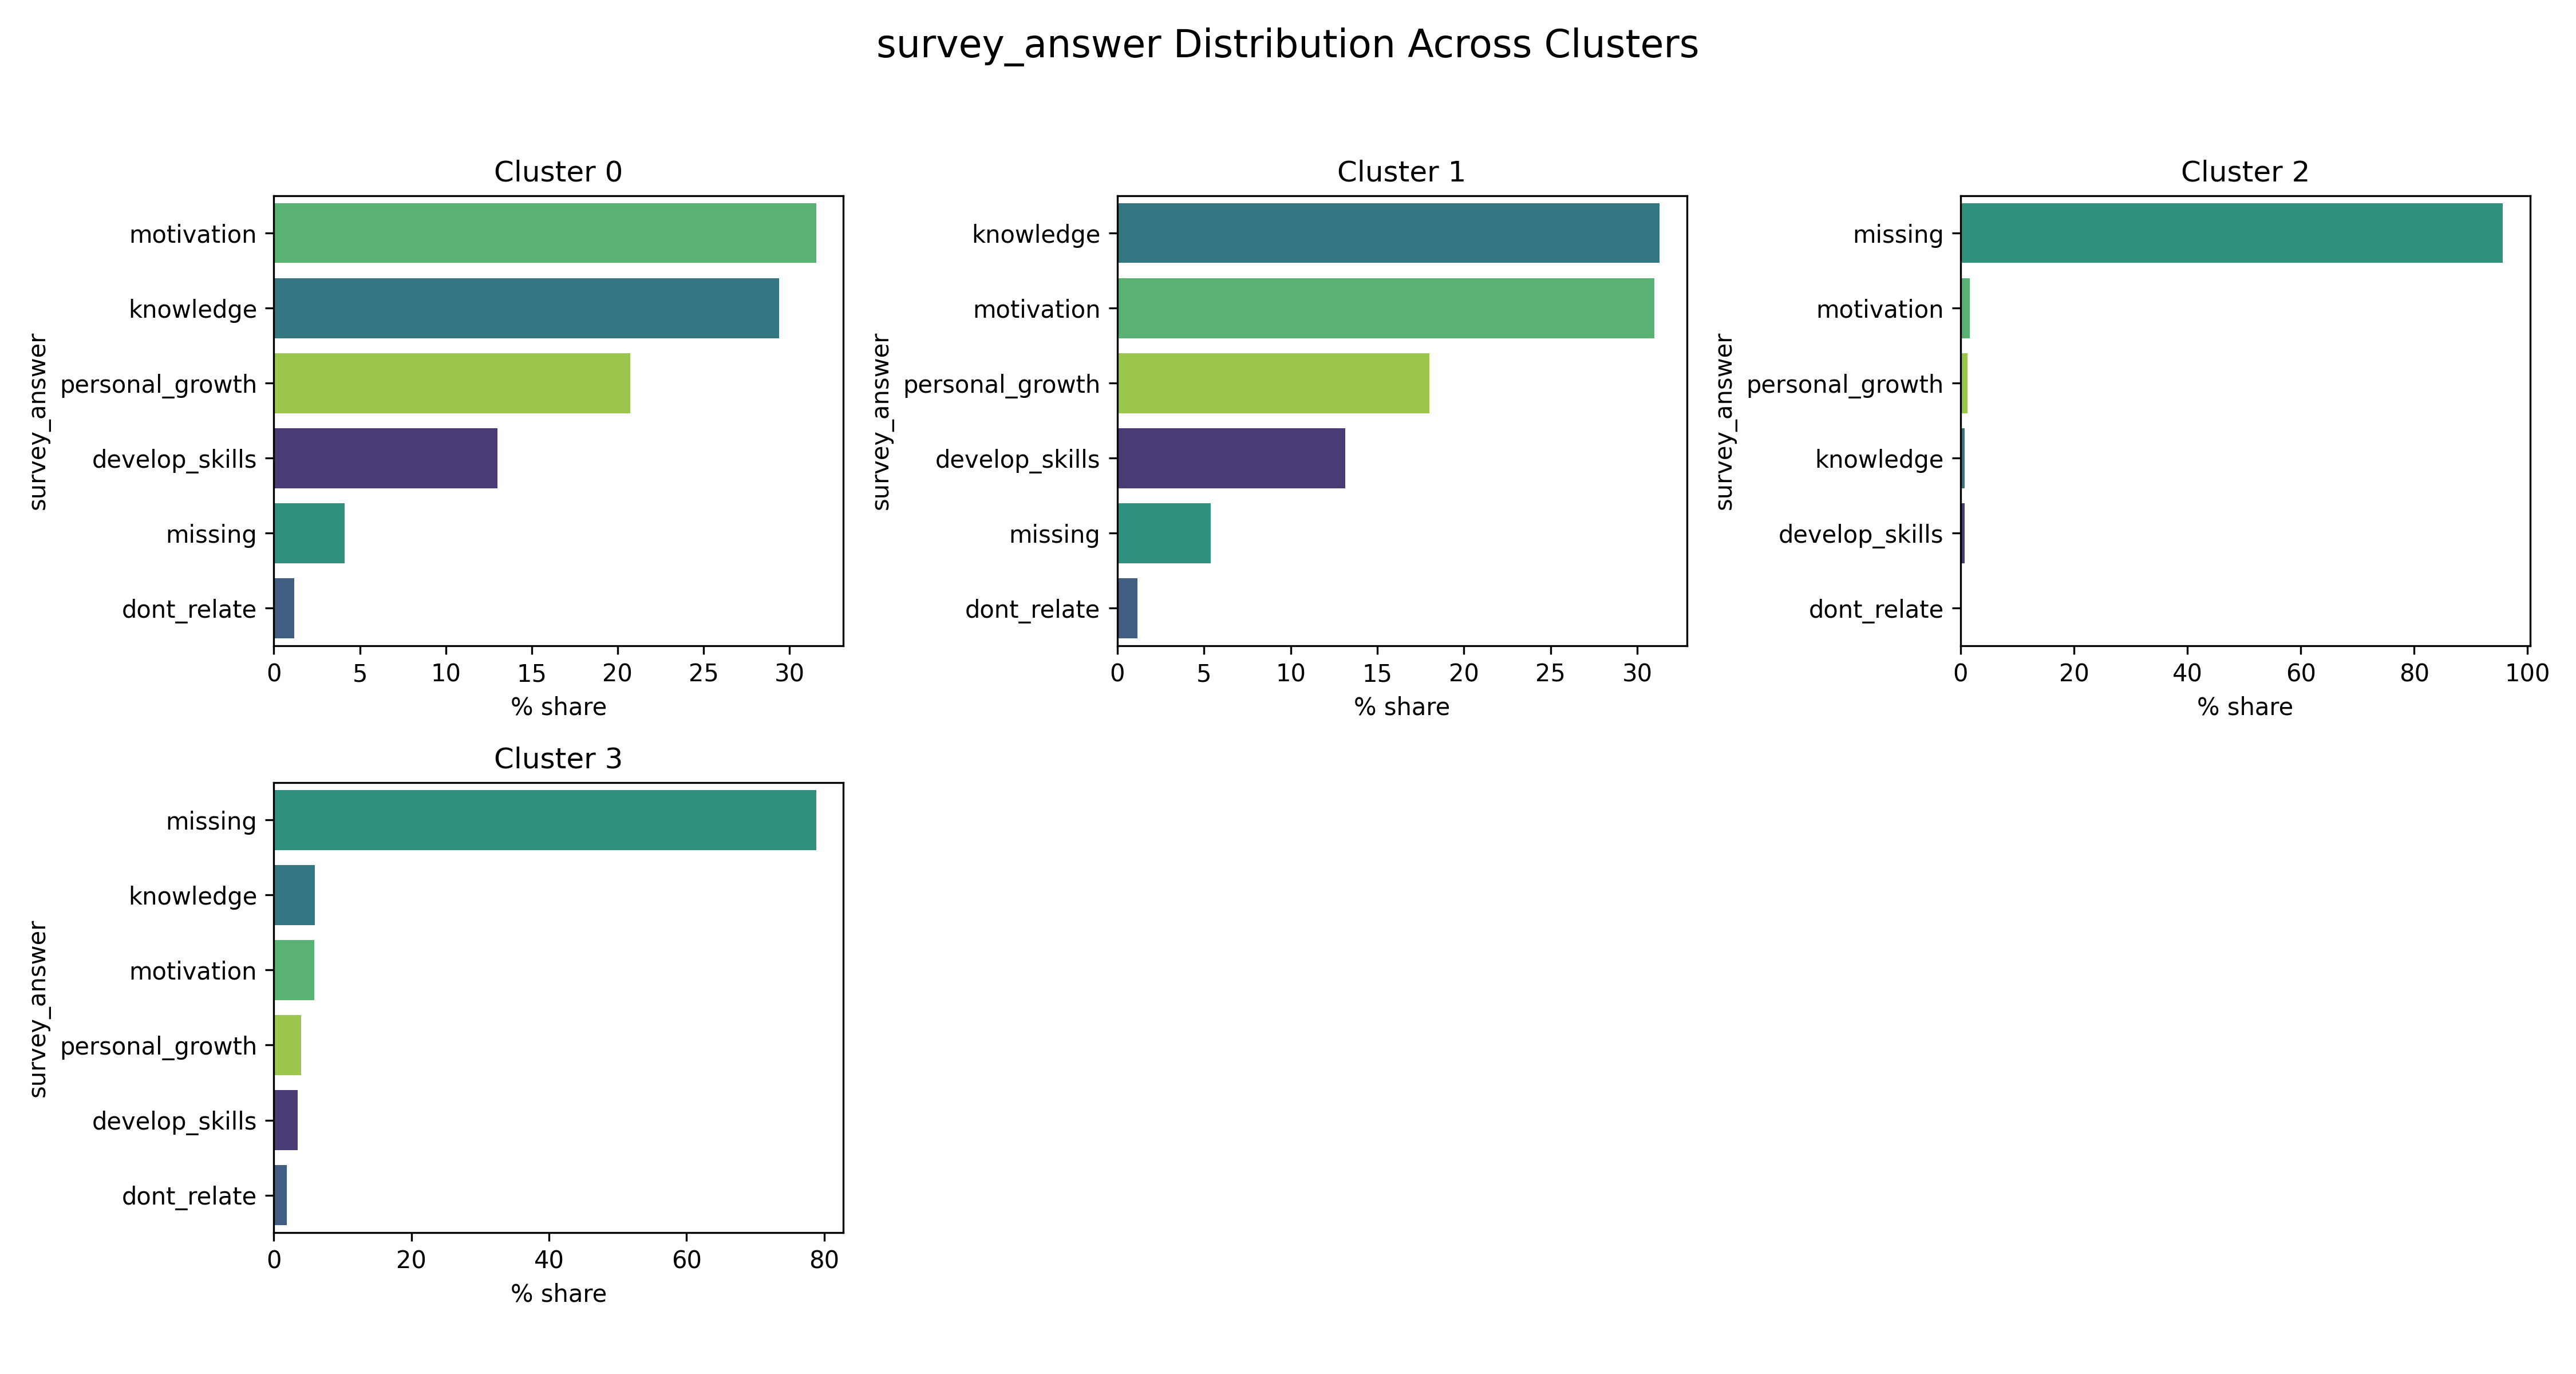 survey_answer Distribution Across Clusters
Cluster 0
survey_answer
motivation
knowledge
personal_growth
develop_skills
missing
dont_relate
0 5 10 15 20 25 30
% share
Cluster 1
survey_answer
knowledge
motivation
personal_growth
develop_skills
missing
dont_relate
0 5 10 15 20 25 30
% share
Cluster 2
survey_answer
missing
motivation
personal_growth
knowledge
develop_skills
dont_relate
0 20 40 60 80 100
% share
Cluster 3
survey_answer
missing
knowledge
motivation
personal_growth
develop_skills
dont_relate
0 20 40 60 80
% share